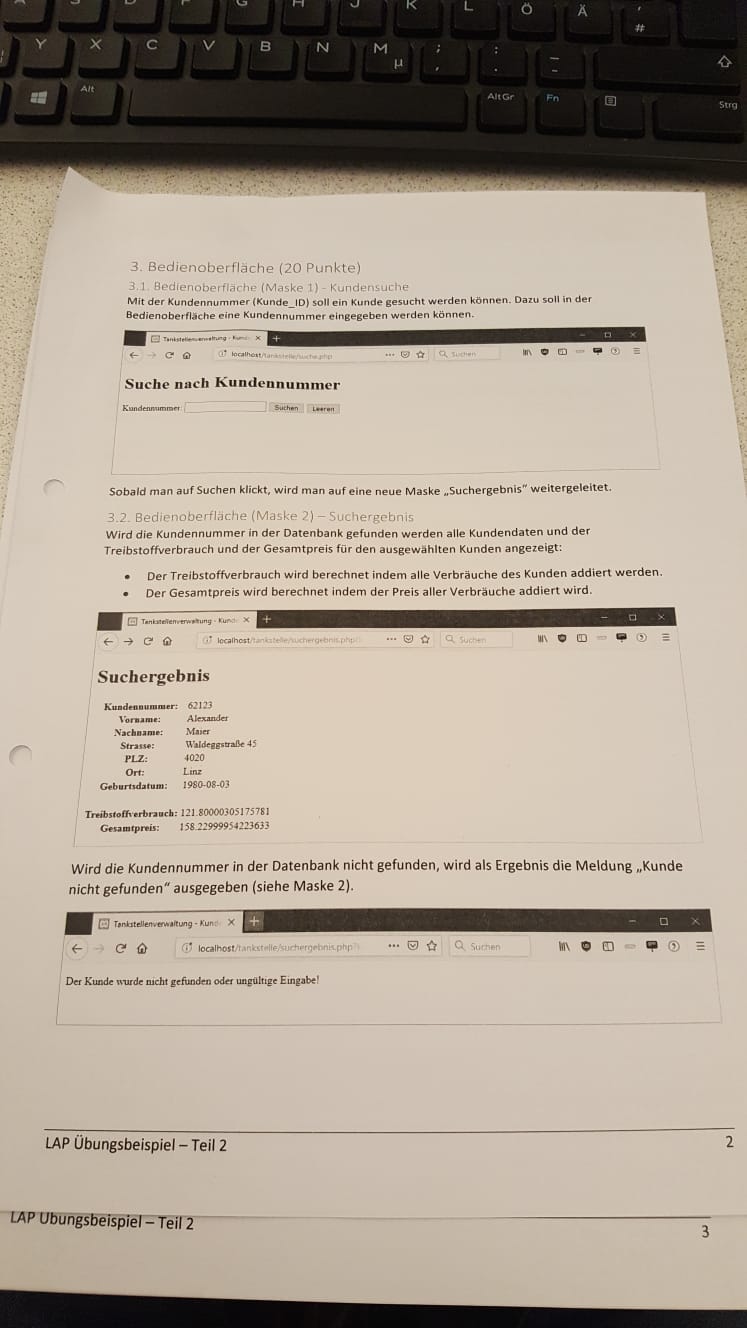 K L Ö Ä ' #
Y X C V B N M µ ; , : . _ -
Alt Alt Gr Fn Strg
3. Bedienoberfläche (20 Punkte)
3.1. Bedienoberfläche (Maske 1) - Kundensuche
Mit der Kundennummer (Kunde_ID) soll ein Kunde gesucht werden können. Dazu soll in der
Bedienoberfläche eine Kundennummer eingegeben werden können.
Tankstellenverwaltung - Kund
localhost/tankstelle/suche.php
Suchen
Suche nach Kundennummer
Kundennummer: Suchen Leeren
Sobald man auf Suchen klickt, wird man auf eine neue Maske „Suchergebnis" weitergeleitet.
3.2. Bedienoberfläche (Maske 2) – Suchergebnis
Wird die Kundennummer in der Datenbank gefunden werden alle Kundendaten und der
Treibstoffverbrauch und der Gesamtpreis für den ausgewählten Kunden angezeigt:
• Der Treibstoffverbrauch wird berechnet indem alle Verbräuche des Kunden addiert werden.
• Der Gesamtpreis wird berechnet indem der Preis aller Verbräuche addiert wird.
Tankstellenverwaltung - Kund
localhost/tankstelle/suchergebnis.php
Suchen
Suchergebnis
Kundennummer: 62123
Vorname: Alexander
Nachname: Maier
Strasse: Waldeggstraße 45
PLZ: 4020
Ort: Linz
Geburtsdatum: 1980-08-03
Treibstoffverbrauch: 121.80000305175781
Gesamtpreis: 158.22999954223633
Wird die Kundennummer in der Datenbank nicht gefunden, wird als Ergebnis die Meldung „Kunde
nicht gefunden" ausgegeben (siehe Maske 2).
Tankstellenverwaltung - Kund
localhost/tankstelle/suchergebnis.php
Suchen
Der Kunde wurde nicht gefunden oder ungültige Eingabe!
LAP Übungsbeispiel – Teil 2 2
LAP Übungsbeispiel – Teil 2 3